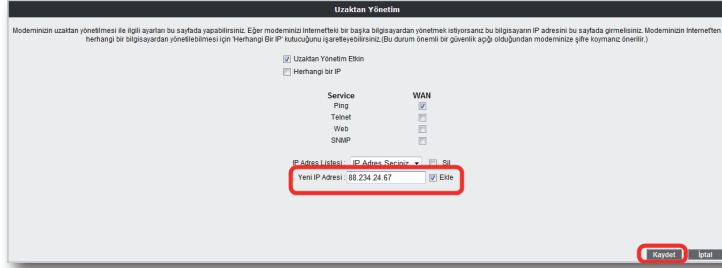 Uzaktan Yönetim
Modeminizin uzaktan yönetilmesi ile ilgili ayarları bu sayfada yapabilirsiniz. Eğer modeminizi Internet'teki bir başka bilgisayardan yönetmek istiyorsanız bu bilgisayarın IP adresini bu sayfada girmelisiniz. Modeminizin Internet'ten
herhangi bir bilgisayardan yönetilebilmesi için 'Herhangi Bir IP' kutucuğunu işaretleyebilirsiniz.(Bu durum önemli bir güvenlik açığı olduğundan modeminize şifre koymanız önerilir.)
Uzaktan Yönetim Etkin
Herhangi bir IP
Service WAN
Ping
Telnet
Web
SNMP
IP Adres Listesi : IP Adres Seçiniz Sil
Yeni IP Adresi : 88.234.24.67 Ekle
Kaydet İptal